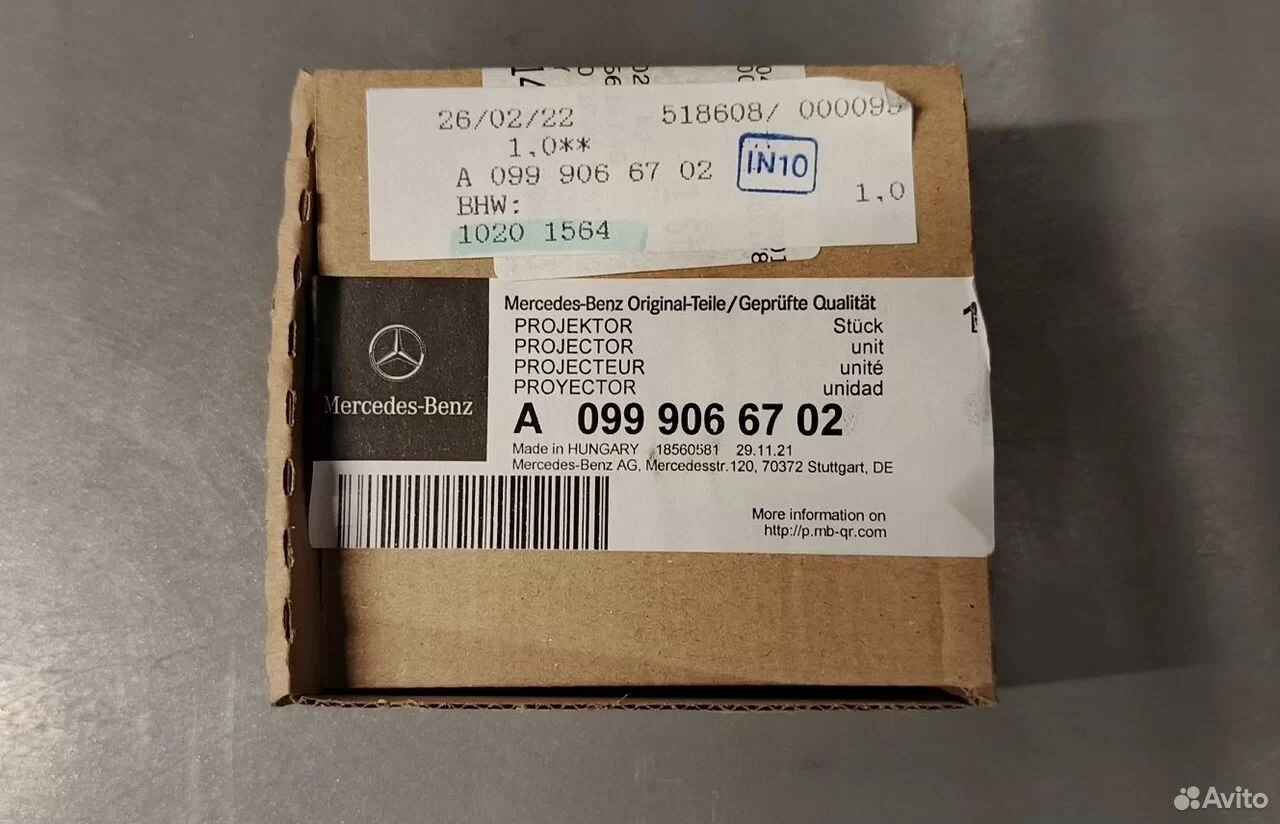 26/02/22 518608/ 000099
1,0**
A 099 906 67 02 IN10
1,0
BHW:
1020 1564
Mercedes-Benz Original-Teile/Geprüfte Qualität
PROJEKTOR Stück
PROJECTOR unit
PROJECTEUR unité
PROYECTOR unidad
Mercedes-Benz
A 099 906 67 02
Made in HUNGARY 18560581 29.11.21
Mercedes-Benz AG, Mercedesstr.120, 70372 Stuttgart, DE
More information on
http://p.mb-qr.com
Avito